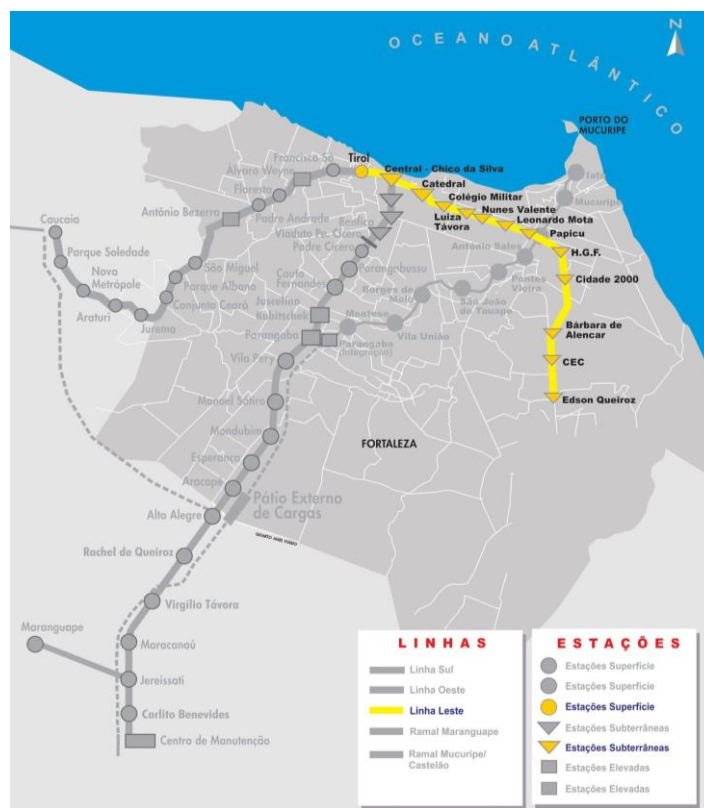 OCEANO ATLÂNTICO
N
PORTO DO
MUCURIPE
Francisco Sá
Tirol
Álvaro Weyne
Central - Chico da Silva
Iate
Floresta
Catedral
Colégio Militar
Mucuripe
Antônio Bezerra
Padre Andrade
Benfica
Luiza
Távora
Nunes Valente
Leonardo Mota
Caucaia
Viaduto Pe. Cícero
Padre Cícero
Papicu
Parque Soledade
São Miguel
Porangabussu
Antonio Sales
H.G.F.
Nova
Metrópole
Parque Albano
Couto
Fernandes
Pontes
Vieira
Cidade 2000
Conjunto Ceará
Juscelino
Kubitschek
Borges de
Melo
São João
do Tauape
Araturi
Jurema
Montese
Vila União
Bárbara de
Alencar
Parangaba
Parangaba
(Integração)
Vila Pery
CEC
Manoel Sátiro
Edson Queiroz
Mondubim
FORTALEZA
Esperança
Aracapé
Pátio Externo
de Cargas
Alto Alegre
QUARTO ANEL VIÁRIO
Rachel de Queiroz
Virgílio Távora
Maranguape
Maracanaú
Jereissati
Carlito Benevides
Centro de Manutenção
LINHAS
Linha Sul
Linha Oeste
Linha Leste
Ramal Maranguape
Ramal Mucuripe/
Castelão
ESTAÇÕES
Estações Superfície
Estações Superfície
Estações Superfície
Estações Subterrâneas
Estações Subterrâneas
Estações Elevadas
Estações Elevadas